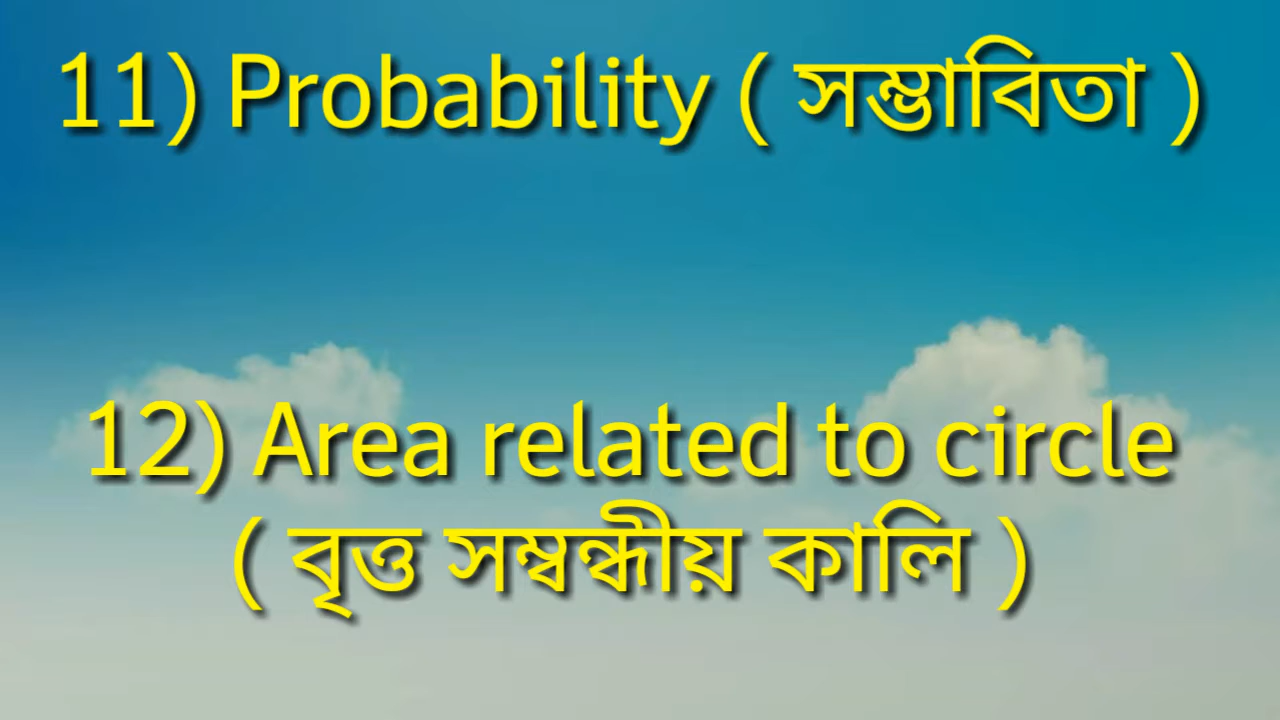 11) Probability ( সম্ভাবিতা )
12) Area related to circle
( বৃত্ত সম্বন্ধীয় কালি )